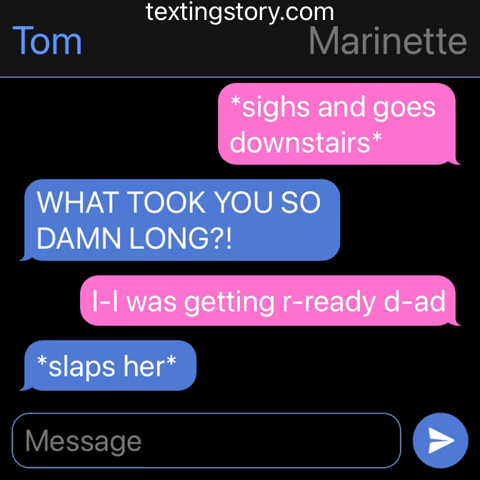 textingstory.com
Tom
Marinette
*sighs and goes
downstairs*
WHAT TOOK YOU SO
DAMN LONG?!
I-I was getting r-ready d-ad
*slaps her*
Message